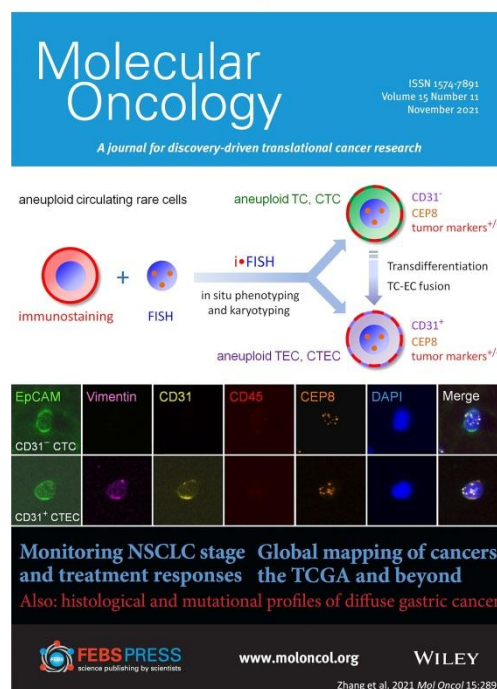 Molecular
Oncology
ISSN 1574-7891
Volume 15 Number 11
November 2021
A journal for discovery-driven translational cancer research
aneuploid circulating rare cells
aneuploid TC, CTC
CD31⁻
CEP8
tumor markers⁺/⁻
immunostaining
+
FISH
i•FISH
in situ phenotyping
and karyotyping
Transdifferentiation
TC-EC fusion
aneuploid TEC, CTEC
CD31⁺
CEP8
tumor markers⁺/⁻
EpCAM Vimentin CD31 CD45 CEP8 DAPI Merge
CD31⁻ CTC
CD31⁺ CTEC
Monitoring NSCLC stage
and treatment responses
Global mapping of cancers
the TCGA and beyond
Also: histological and mutational profiles of diffuse gastric cancer
FEBS PRESS
science publishing by scientists
www.moloncol.org
WILEY
Zhang et al. 2021 Mol Oncol 15:289